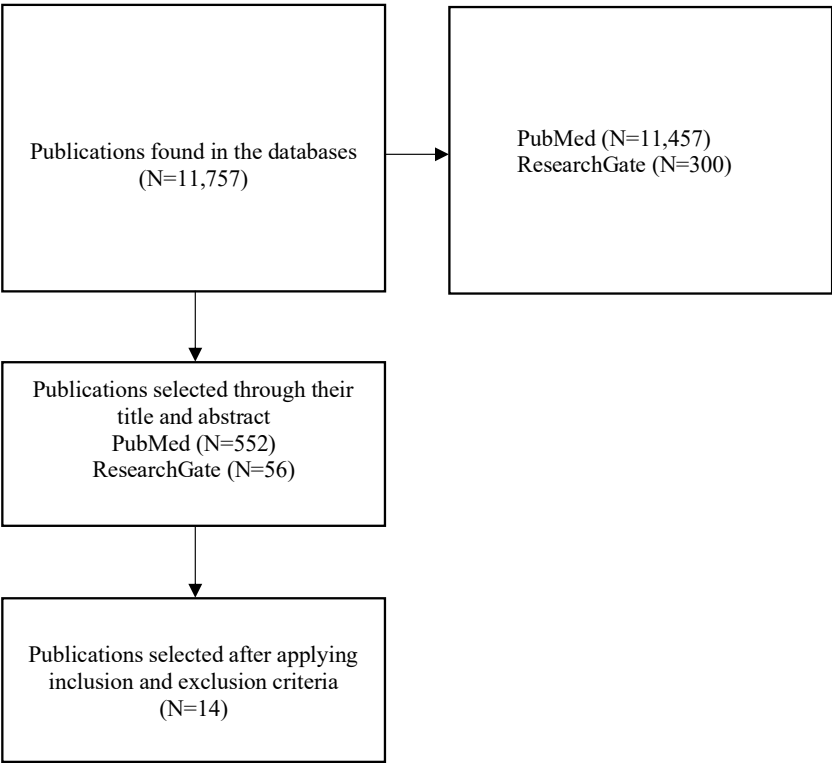 Publications found in the databases
(N=11,757)
PubMed (N=11,457)
ResearchGate (N=300)
Publications selected through their
title and abstract
PubMed (N=552)
ResearchGate (N=56)
Publications selected after applying
inclusion and exclusion criteria
(N=14)